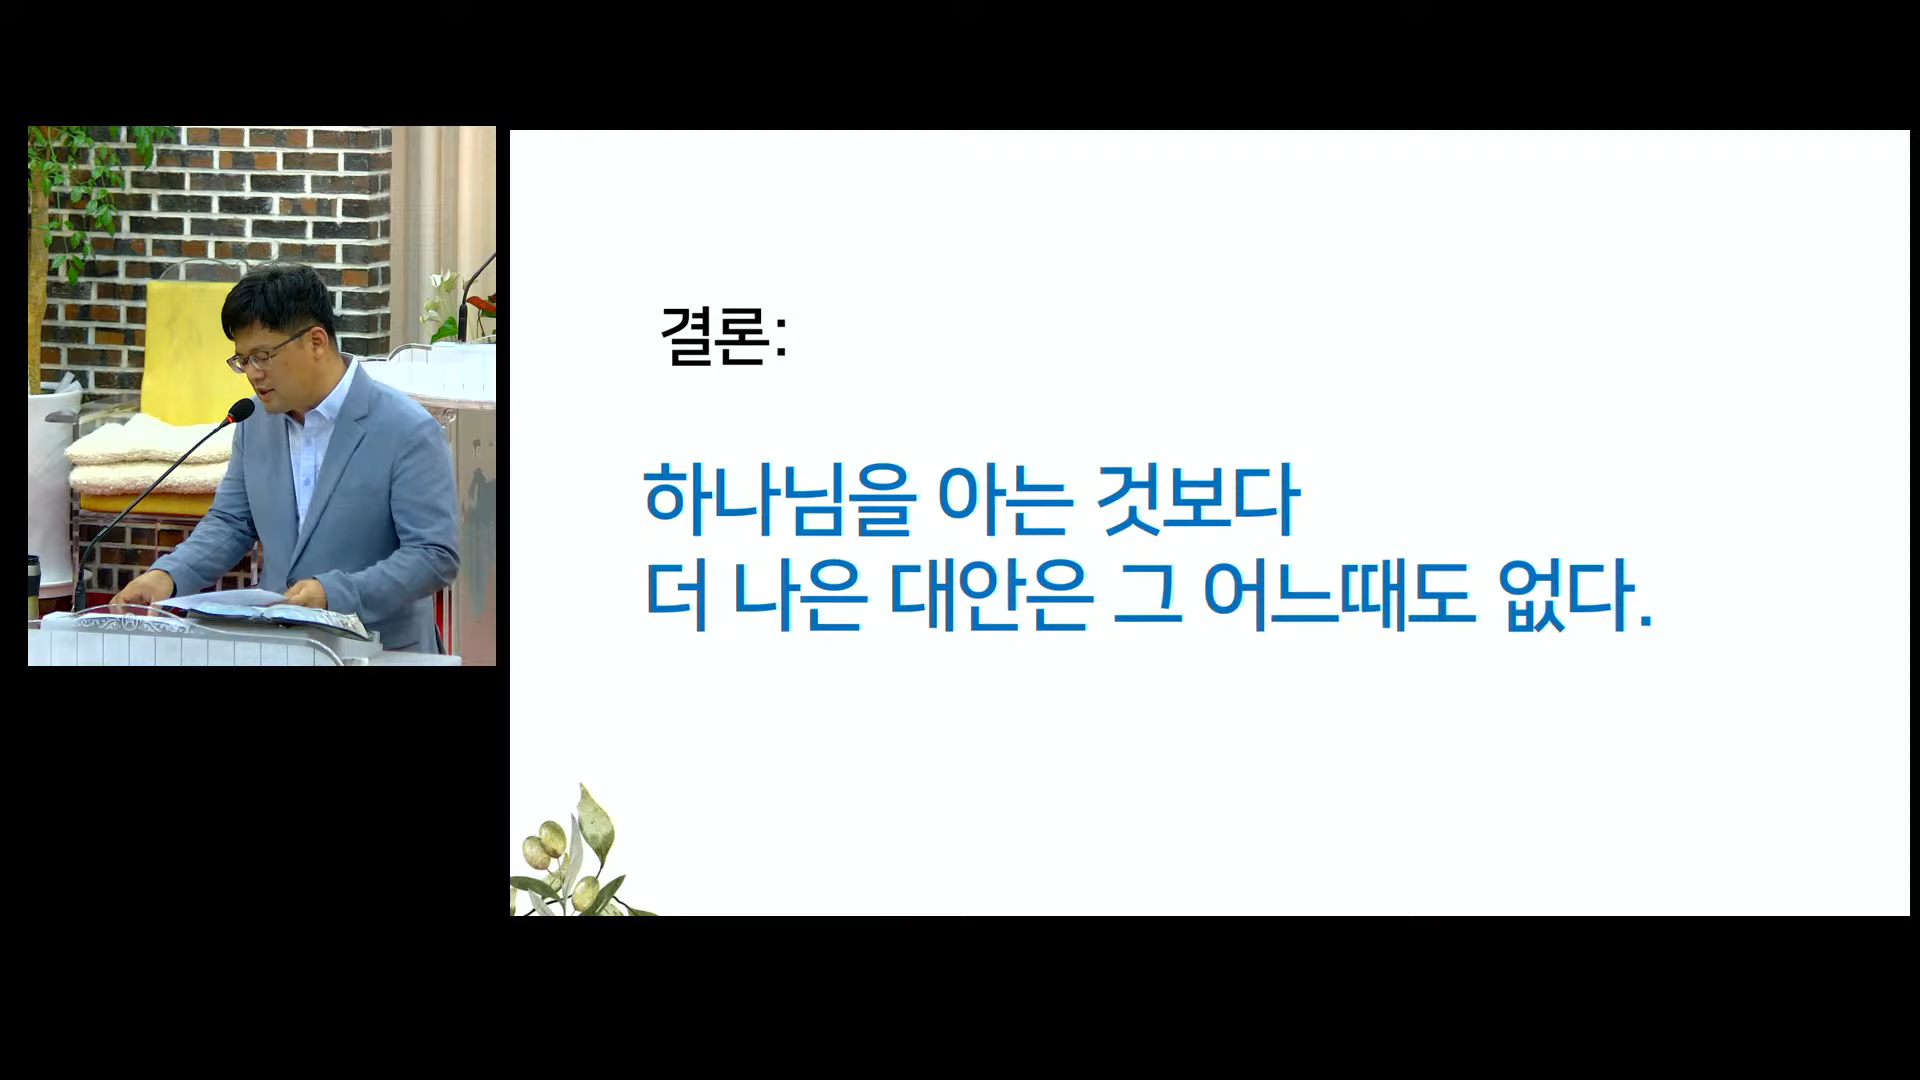 결론:
하나님을 아는 것보다
더 나은 대안은 그 어느때도 없다.